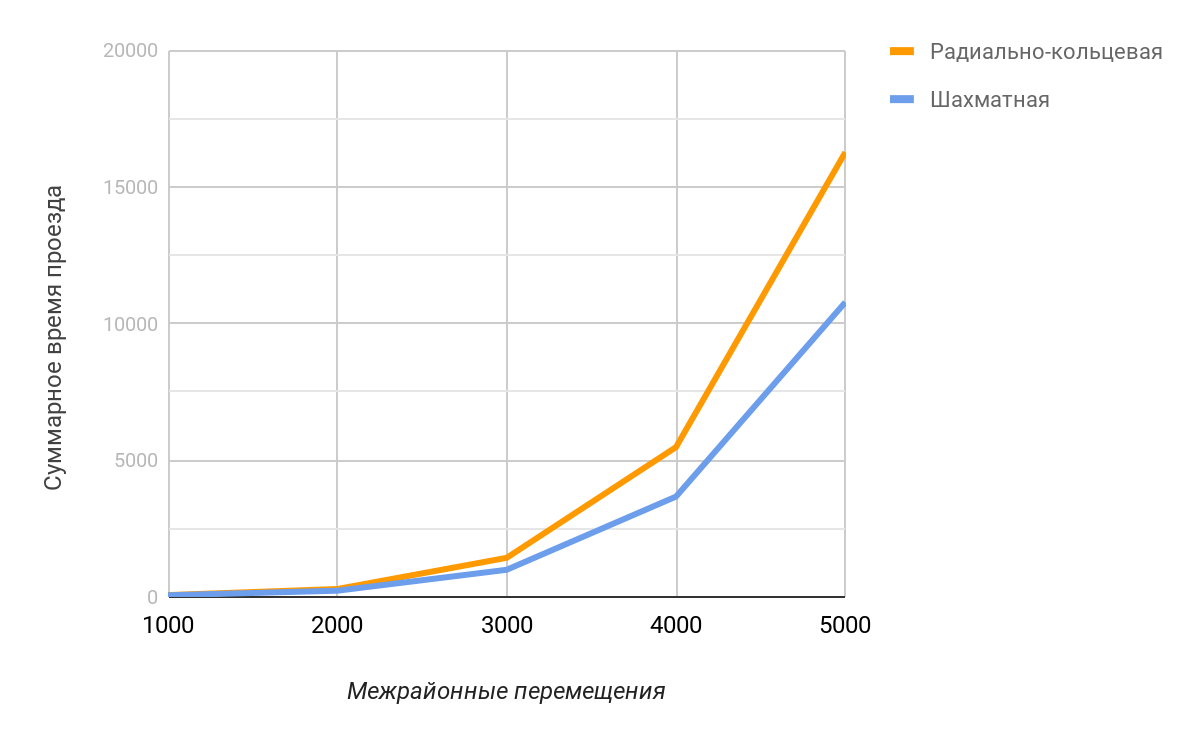 Радиально-кольцевая
Шахматная
Суммарное время проезда
20000
15000
10000
5000
0
1000 2000 3000 4000 5000
Межрайонные перемещения